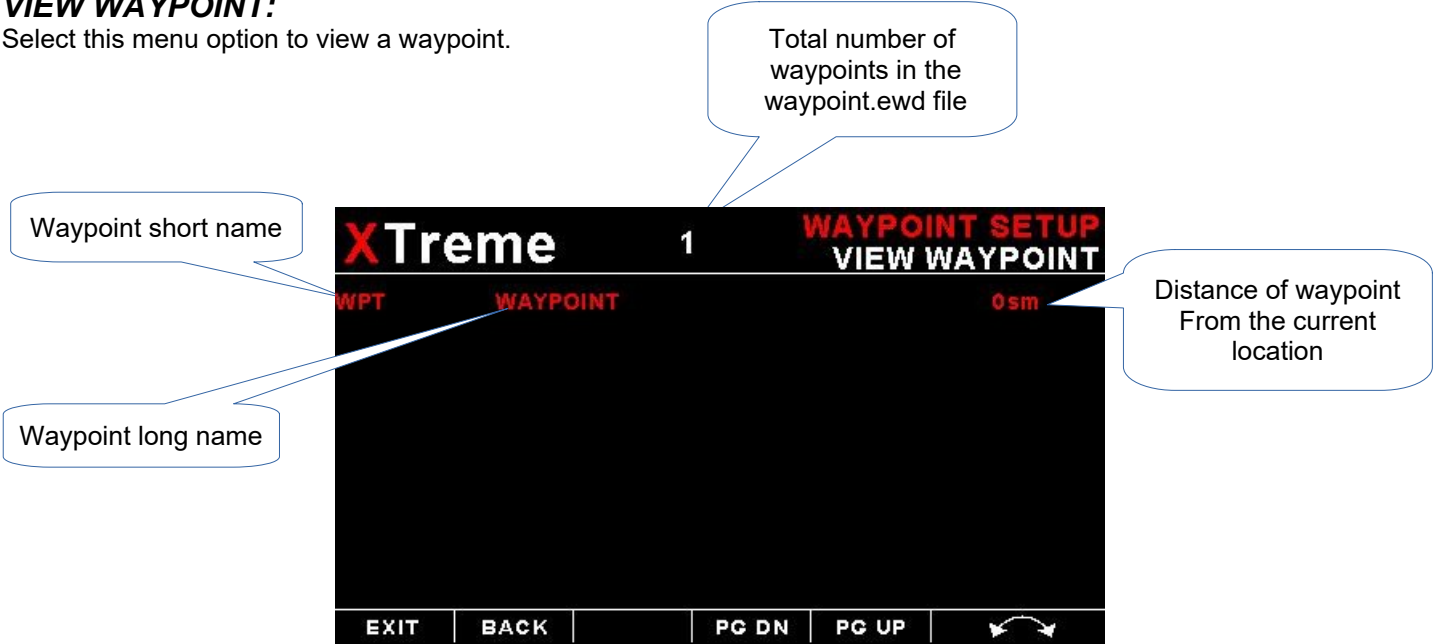 VIEW WAYPOINT:
Select this menu option to view a waypoint.
Total number of
waypoints in the
waypoint.ewd file
Waypoint short name
XTreme 1 WAYPOINT SETUP
VIEW WAYPOINT
WPT WAYPOINT 0sm
Distance of waypoint
From the current
location
Waypoint long name
EXIT BACK PG DN PG UP